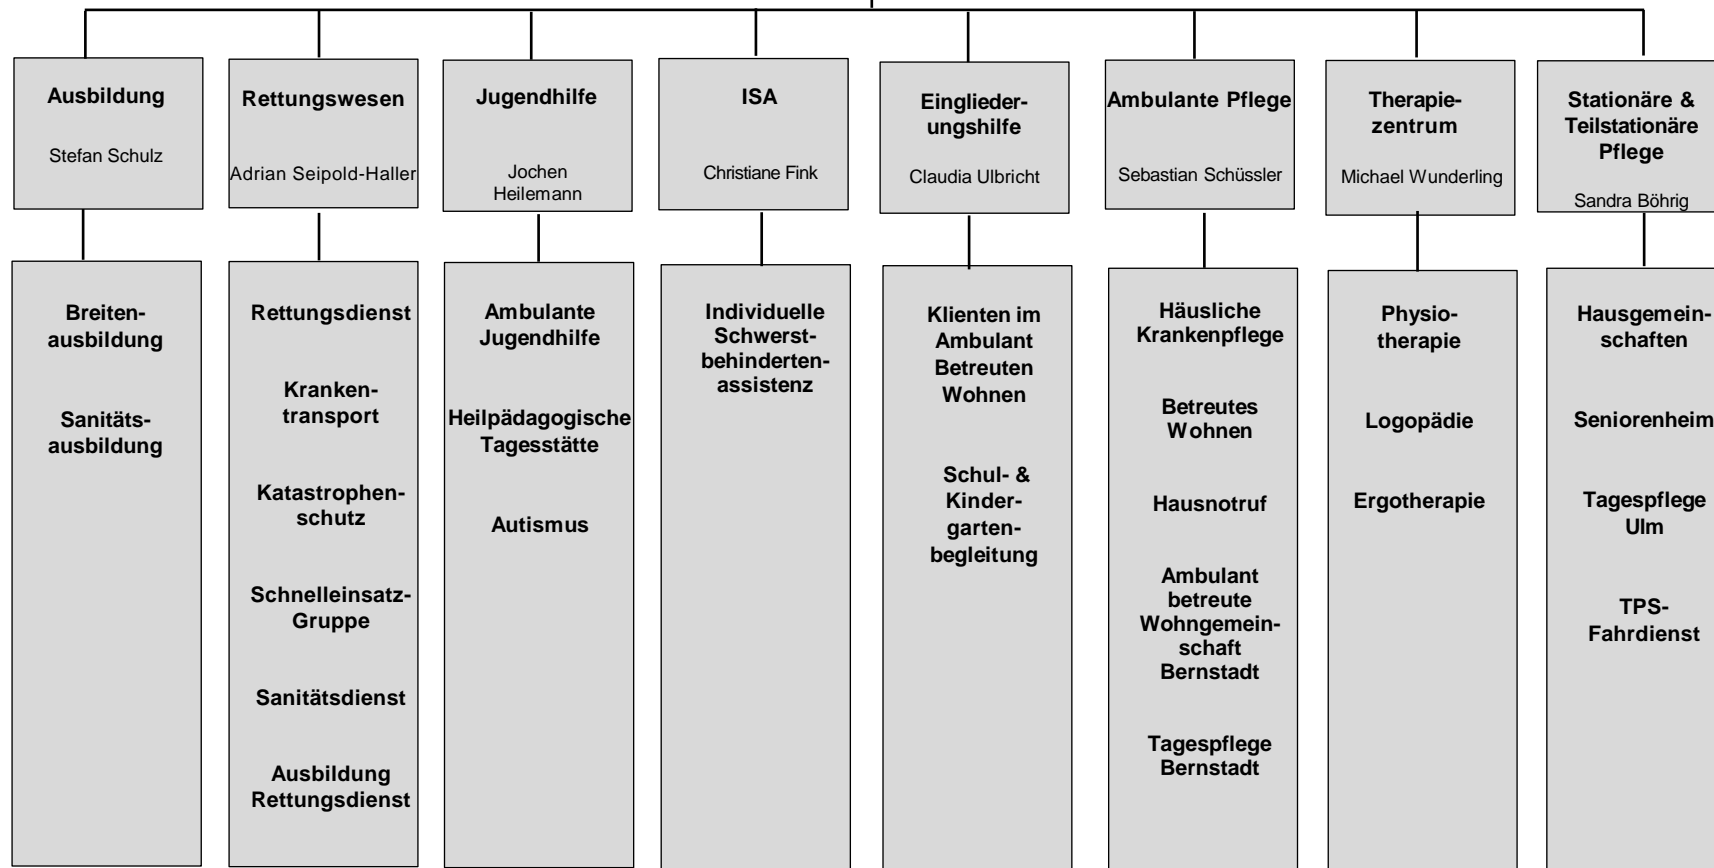 Ausbildung
Stefan Schulz
Rettungswesen
Adrian Seipold-Haller
Jugendhilfe
Jochen
Heilemann
ISA
Christiane Fink
Einglieder-
ungshilfe
Claudia Ulbricht
Ambulante Pflege
Sebastian Schüssler
Therapie-
zentrum
Michael Wunderling
Stationäre &
Teilstationäre
Pflege
Sandra Böhrig
Breiten-
ausbildung
Sanitäts-
ausbildung
Rettungsdienst
Kranken-
transport
Katastrophen-
schutz
Schnelleinsatz-
Gruppe
Sanitätsdienst
Ausbildung
Rettungsdienst
Ambulante
Jugendhilfe
Heilpädagogische
Tagesstätte
Autismus
Individuelle
Schwerst-
behinderten-
assistenz
Klienten im
Ambulant
Betreuten
Wohnen
Schul- &
Kinder-
garten-
begleitung
Häusliche
Krankenpflege
Betreutes
Wohnen
Hausnotruf
Ambulant
betreute
Wohngemein-
schaft
Bernstadt
Tagespflege
Bernstadt
Physio-
therapie
Logopädie
Ergotherapie
Hausgemein-
schaften
Seniorenheim
Tagespflege
Ulm
TPS-
Fahrdienst